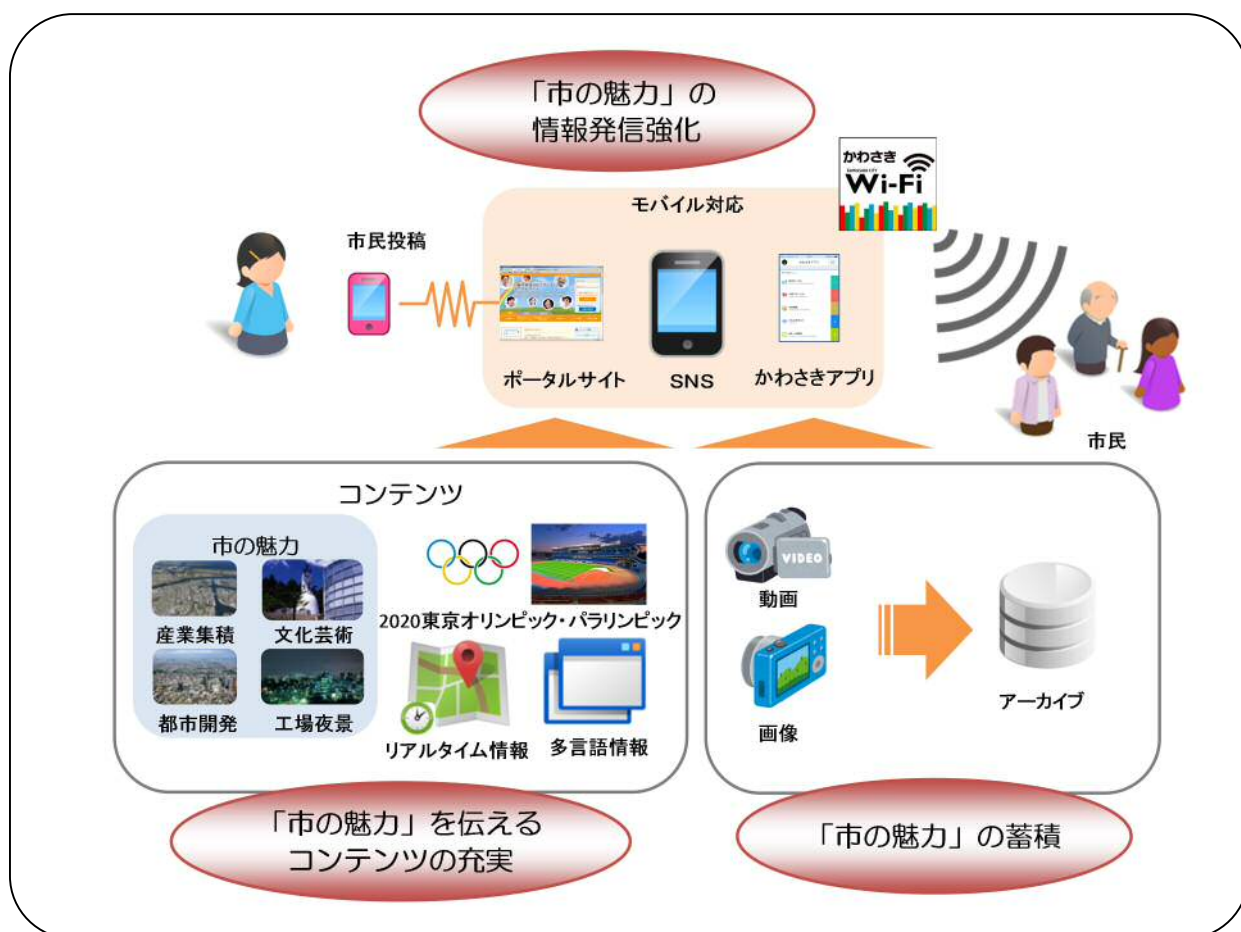 「市の魅力」の
情報発信強化
かわさき
Wi-Fi
モバイル対応
市民投稿
ポータルサイト
SNS
かわさきアプリ
市民
コンテンツ
市の魅力
産業集積
文化芸術
都市開発
工場夜景
2020東京オリンピック・パラリンピック
リアルタイム情報
多言語情報
VIDEO
動画
画像
アーカイブ
「市の魅力」を伝える
コンテンツの充実
「市の魅力」の蓄積